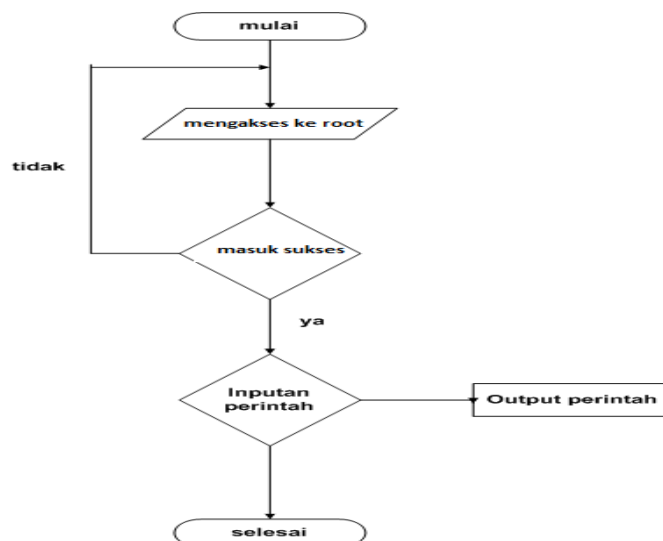 mulai
mengakses ke root
tidak
masuk sukses
ya
Inputan
perintah
Output perintah
selesai